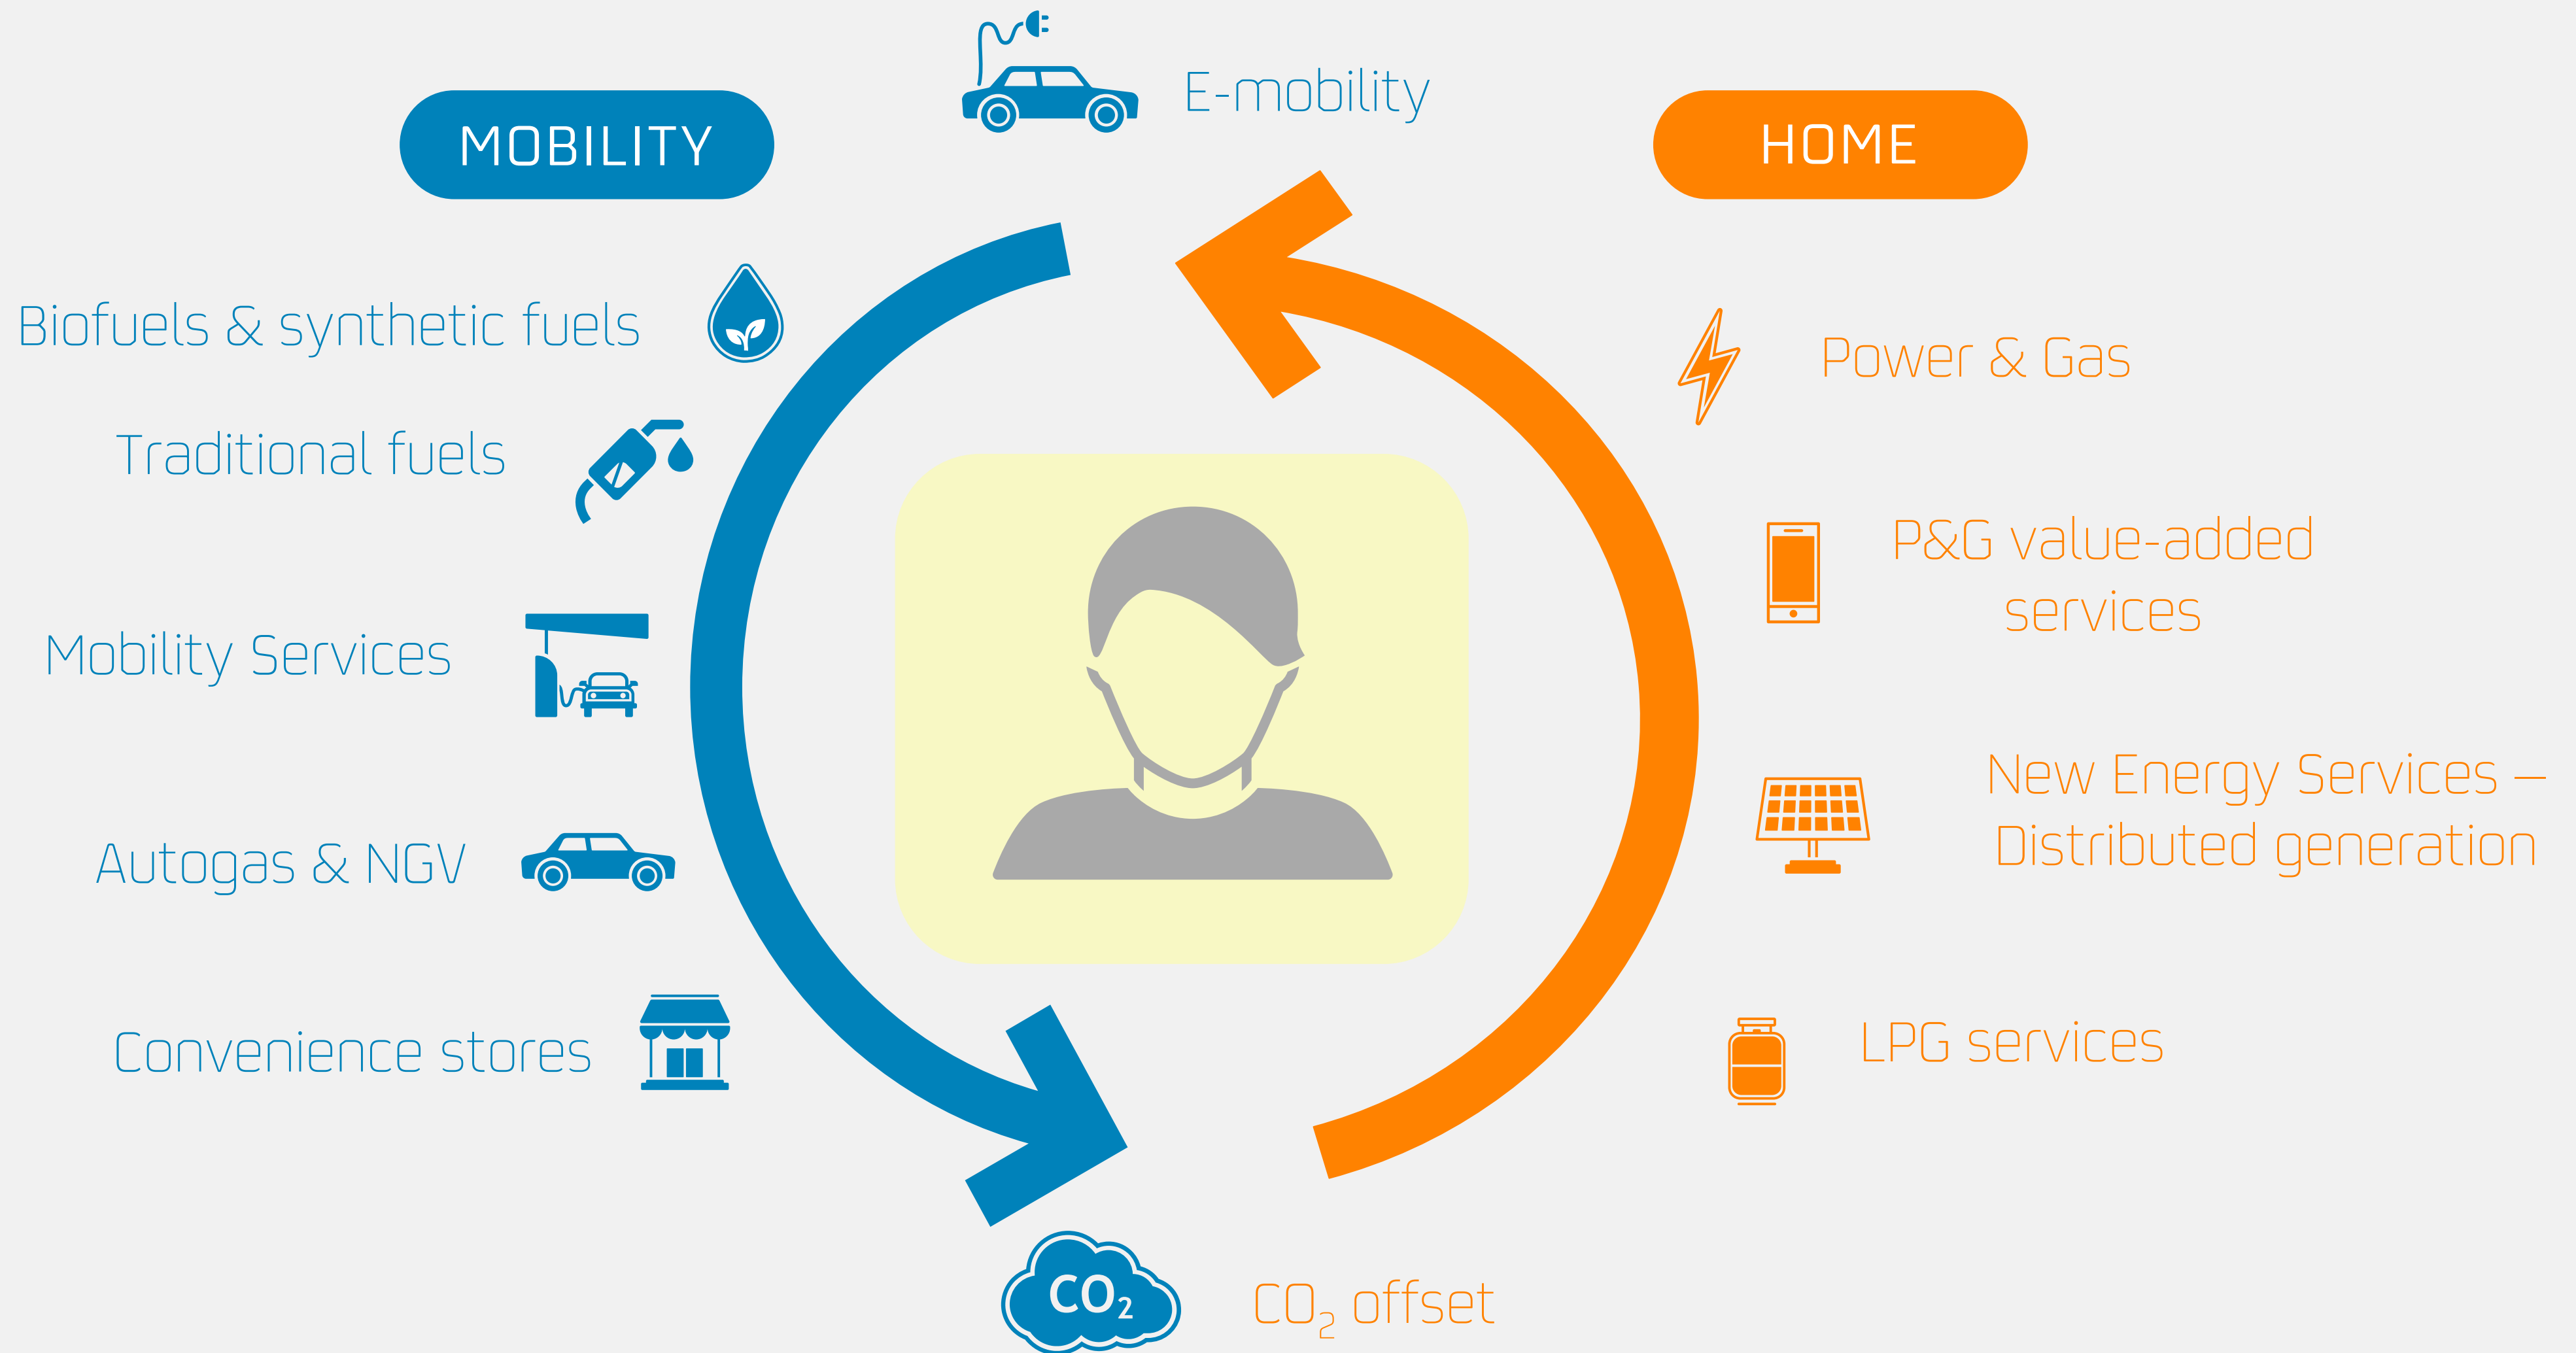 E-mobility
MOBILITY
Biofuels & synthetic fuels
Traditional fuels
Mobility Services
Autogas & NGV
Convenience stores
HOME
Power & Gas
P&G value-added
services
New Energy Services –
Distributed generation
LPG services
CO₂
CO₂ offset